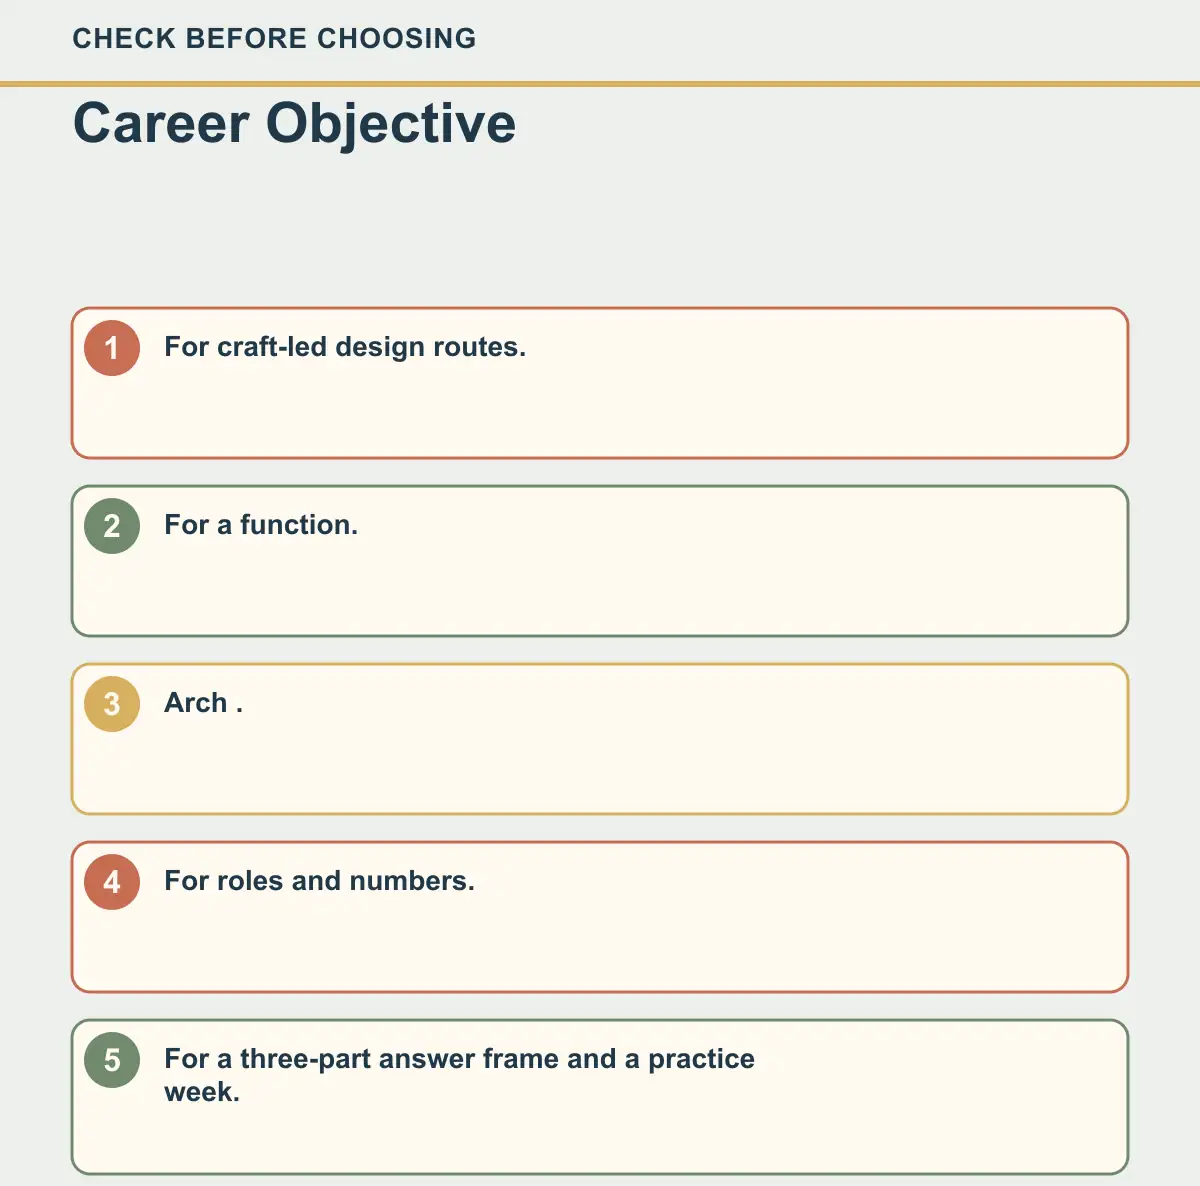 CHECK BEFORE CHOOSING
Career Objective
1 For craft-led design routes.
2 For a function.
3 Arch .
4 For roles and numbers.
5 For a three-part answer frame and a practice
week.